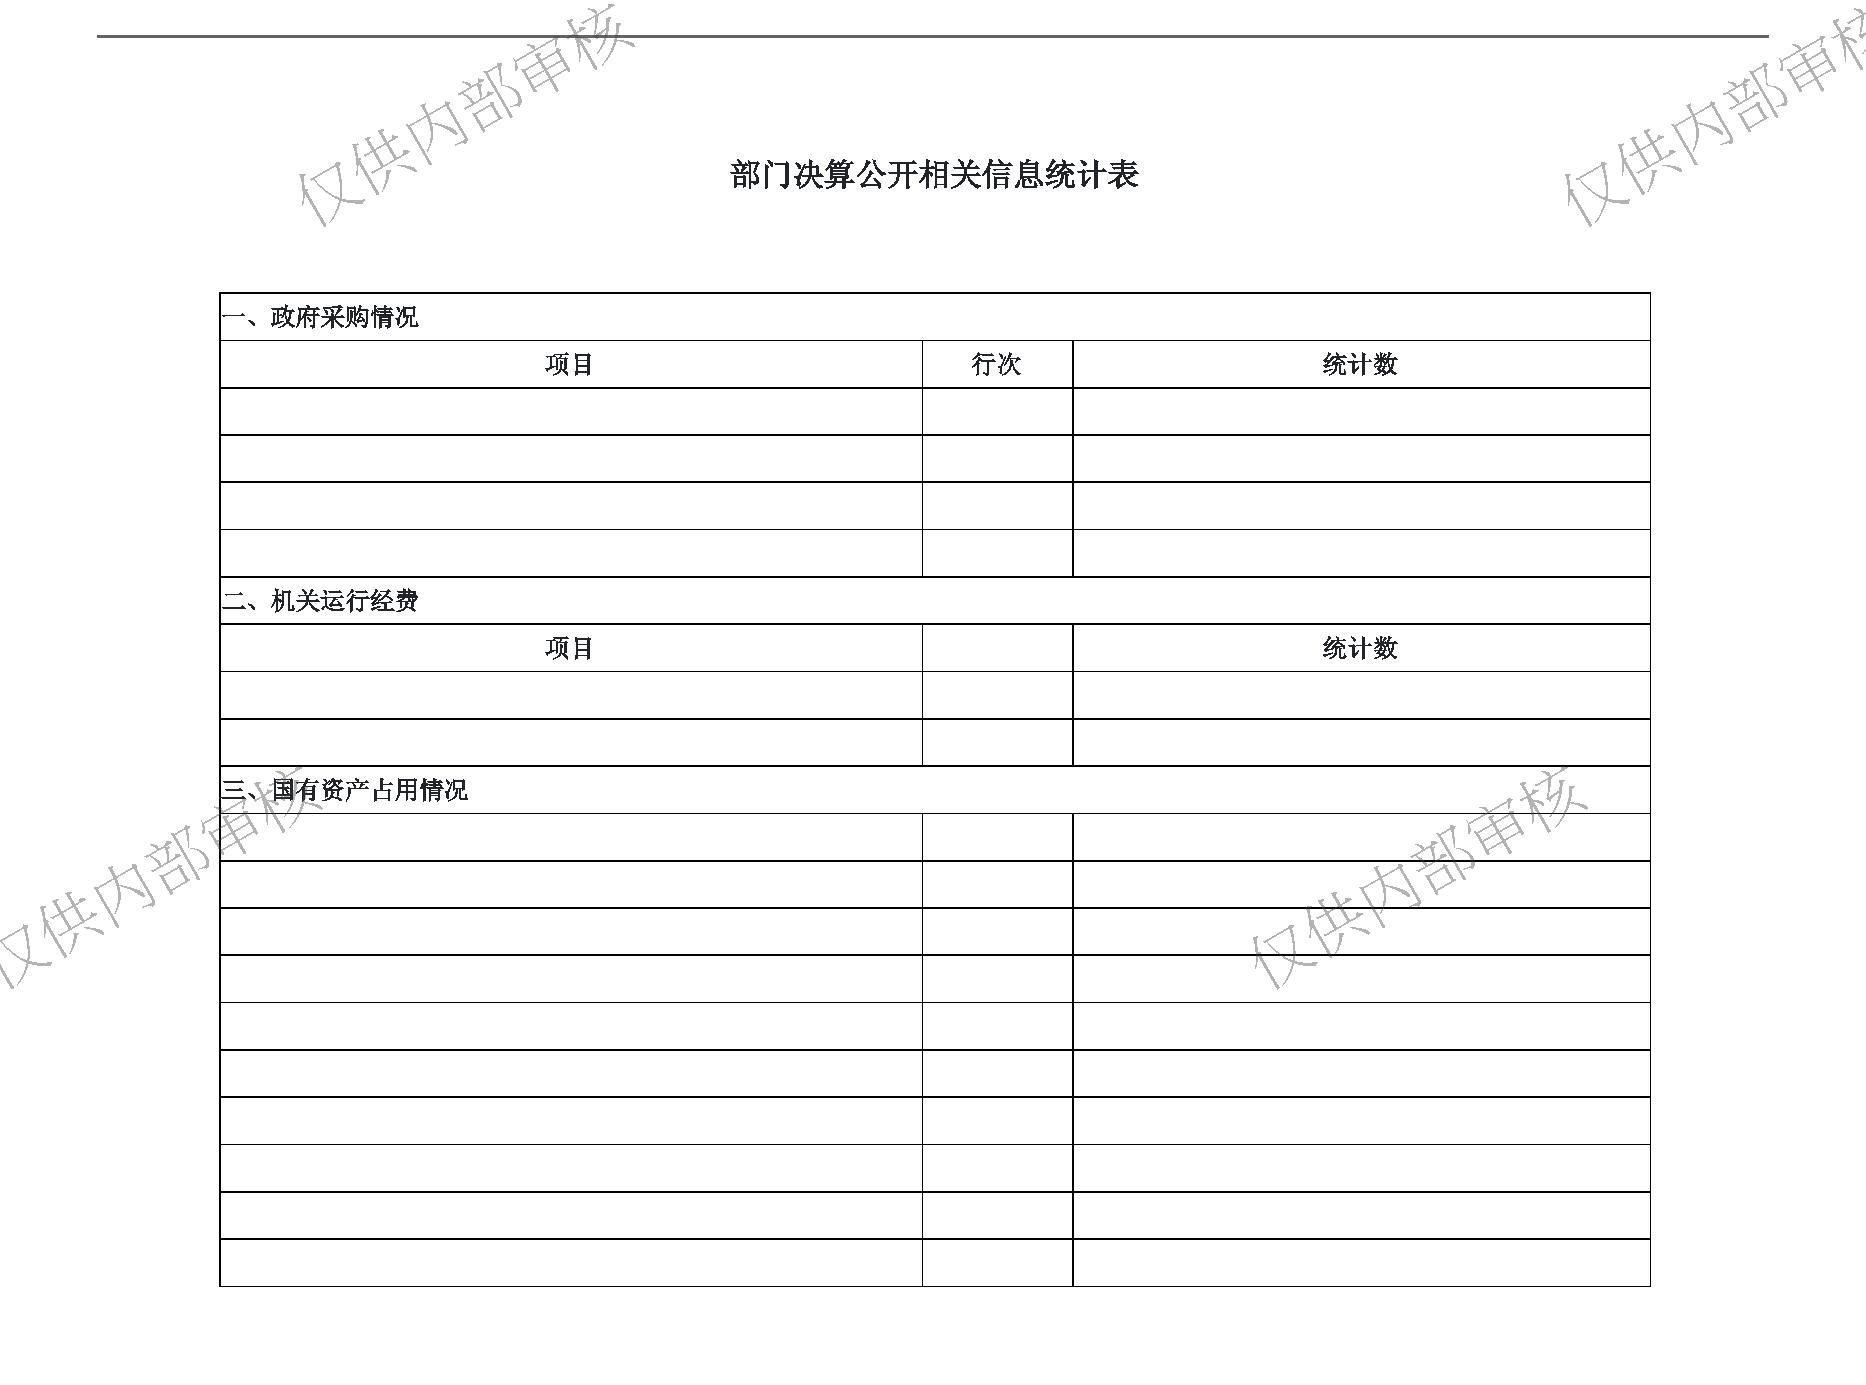 仅供内部审核
仅供内部审核
部门决算公开相关信息统计表
一、政府采购情况
项目 行次 统计数
二、机关运行经费
项目 统计数
三、国有资产占用情况
仅供内部审核
仅供内部审核